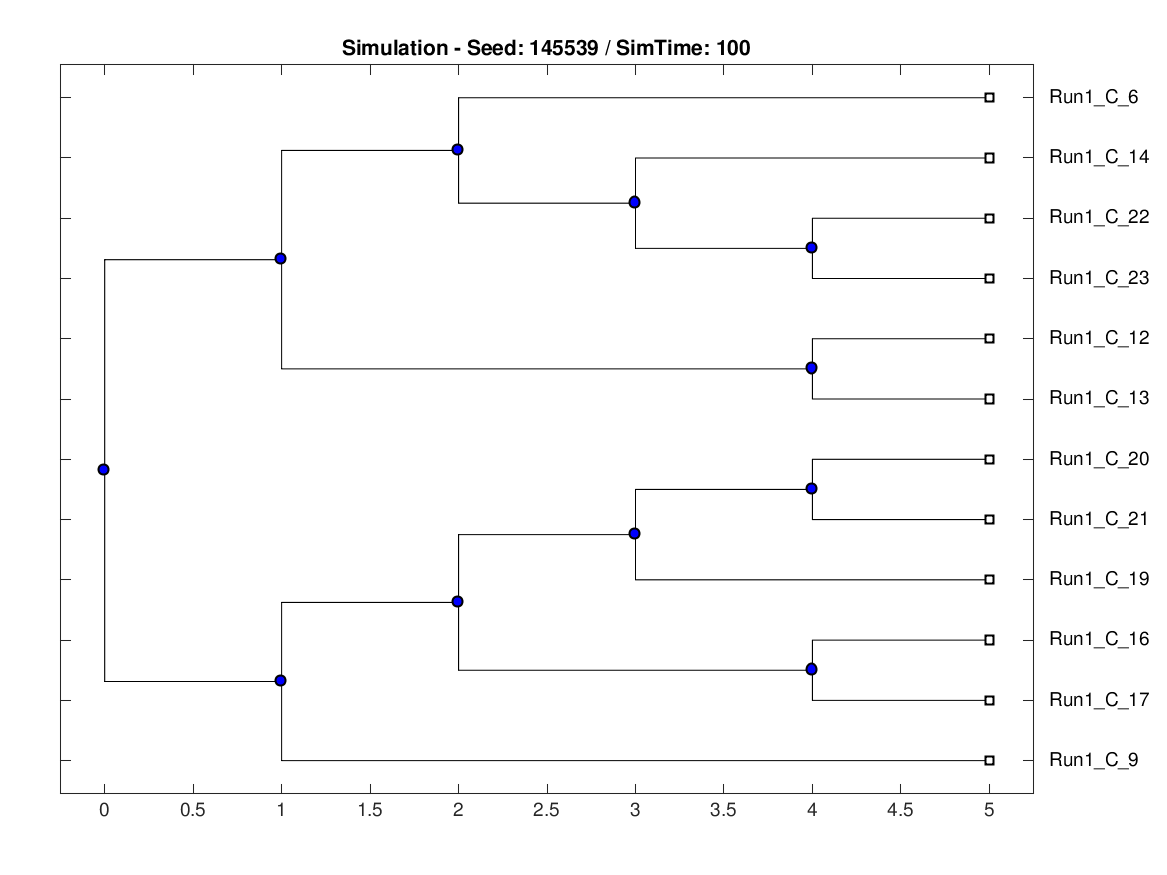 Simulation - Seed: 145539 / SimTime: 100
Run1_C_6
Run1_C_14
Run1_C_22
Run1_C_23
Run1_C_12
Run1_C_13
Run1_C_20
Run1_C_21
Run1_C_19
Run1_C_16
Run1_C_17
Run1_C_9
0 0.5 1 1.5 2 2.5 3 3.5 4 4.5 5